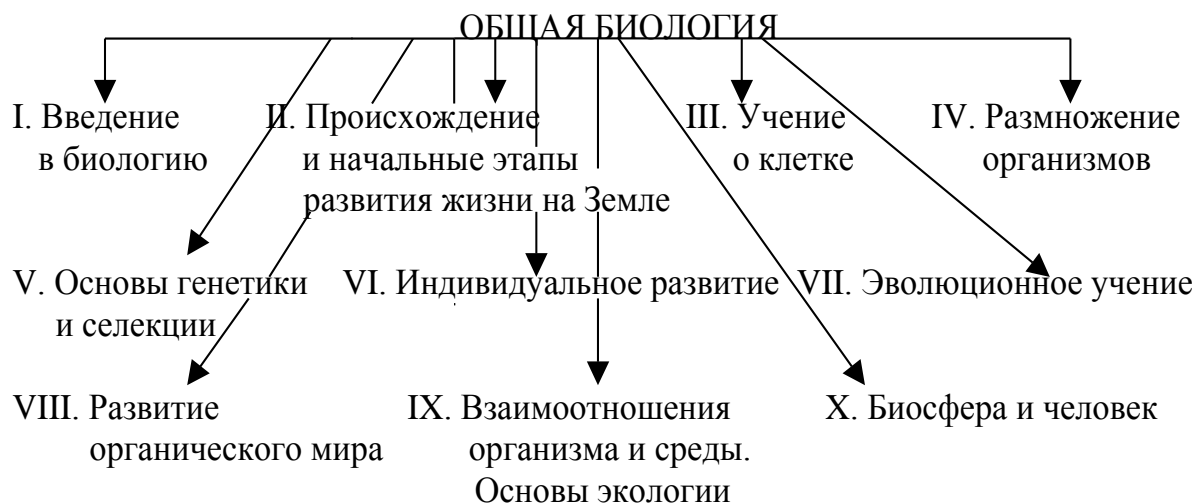 ОБЩАЯ БИОЛОГИЯ
I. Введение
в биологию
II. Происхождение
и начальные этапы
развития жизни на Земле
III. Учение
о клетке
IV. Размножение
организмов
V. Основы генетики
и селекции
VI. Индивидуальное развитие
VII. Эволюционное учение
VIII. Развитие
органического мира
IX. Взаимоотношения
организма и среды.
Основы экологии
X. Биосфера и человек